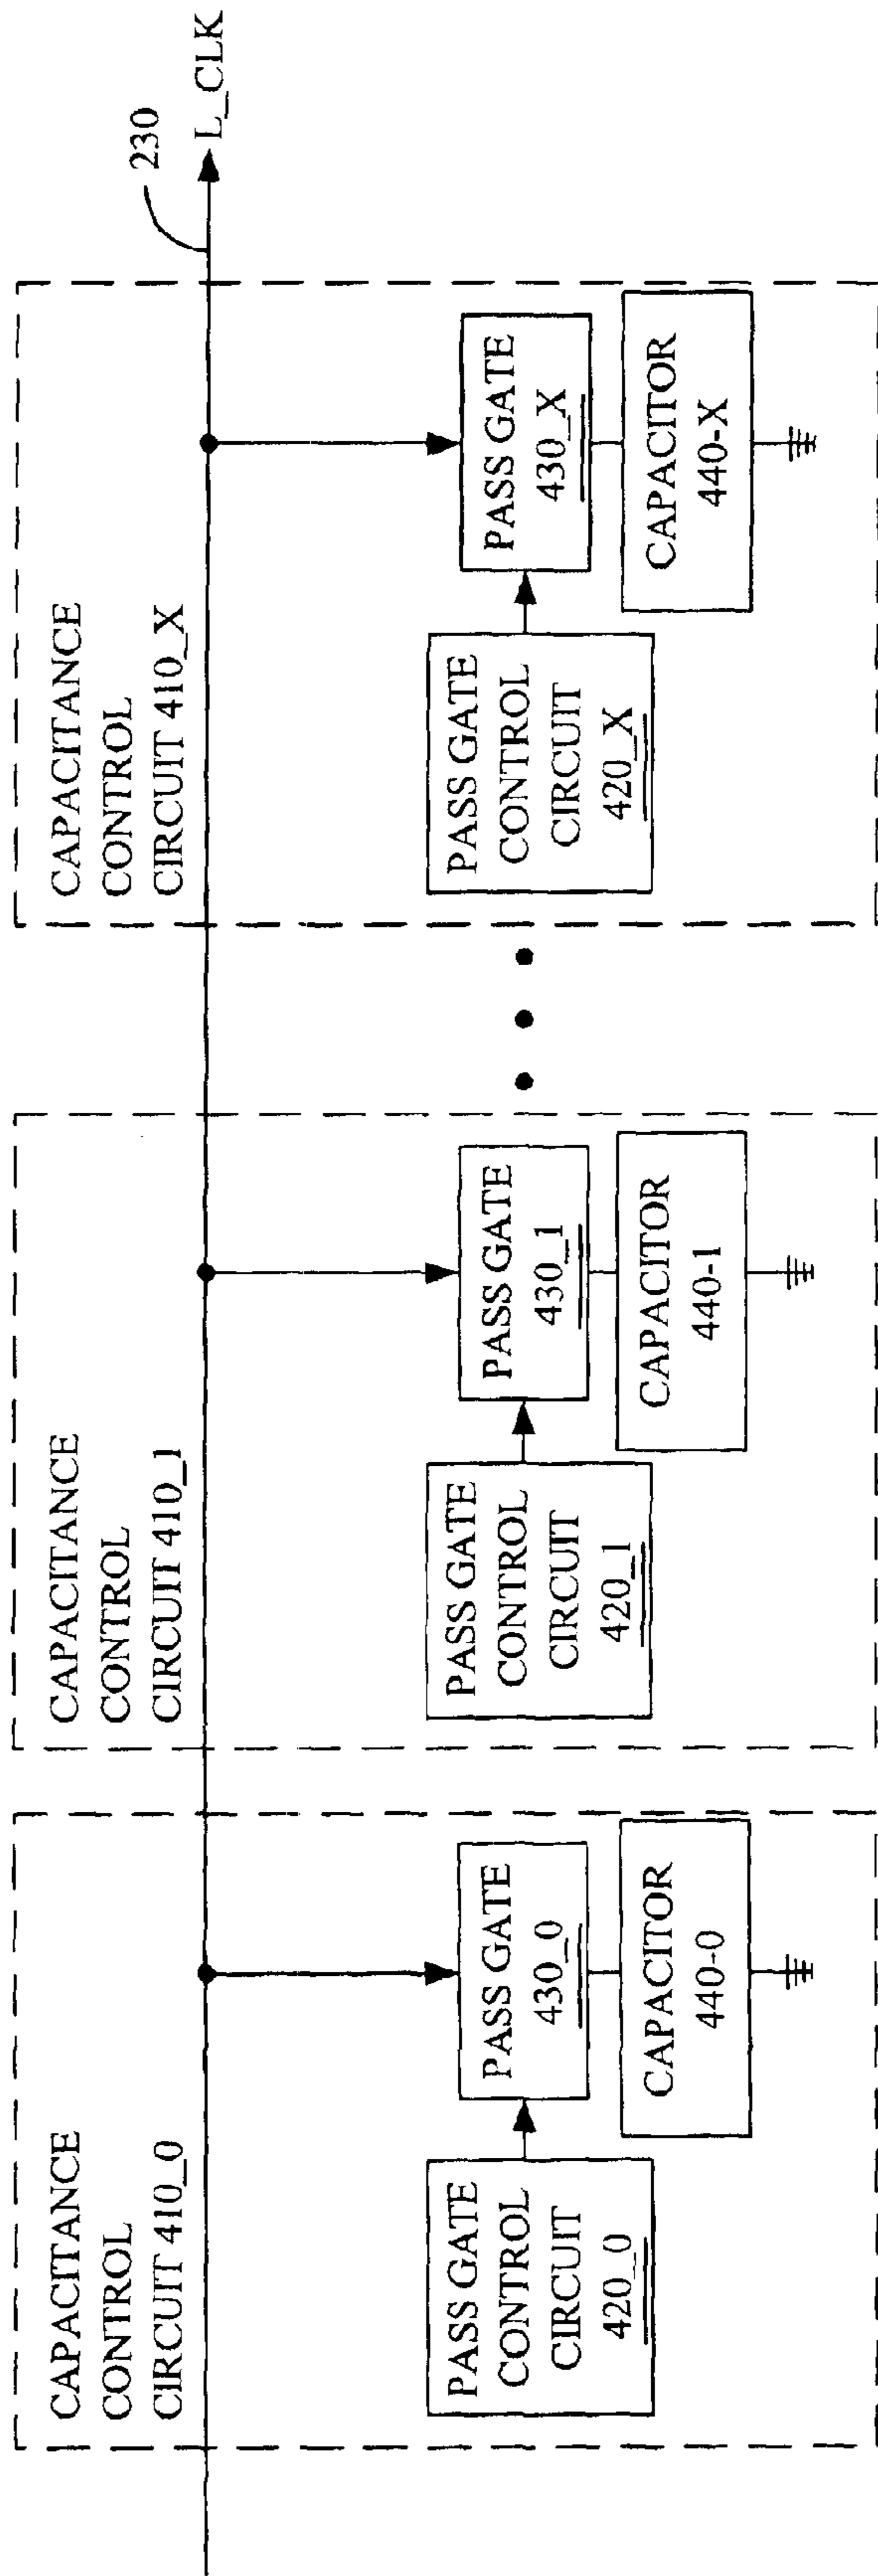 CAPACITANCE
CONTROL
CIRCUIT 410_0
PASS GATE
CONTROL
CIRCUIT
420_0
PASS GATE
430_0
CAPACITOR
440-0
CAPACITANCE
CONTROL
CIRCUIT 410_1
PASS GATE
CONTROL
CIRCUIT
420_1
PASS GATE
430_1
CAPACITOR
440-1
CAPACITANCE
CONTROL
CIRCUIT 410_X
PASS GATE
CONTROL
CIRCUIT
420_X
PASS GATE
430_X
CAPACITOR
440-X
230
L_CLK